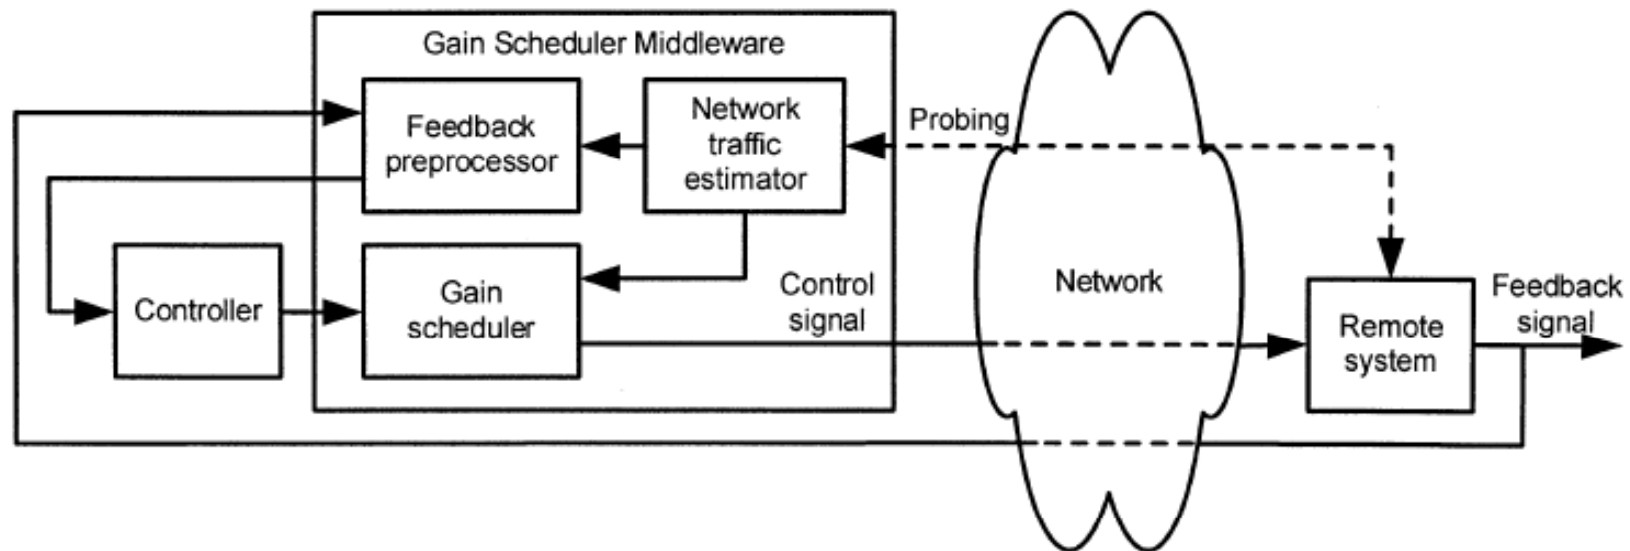 Gain Scheduler Middleware
Feedback
preprocessor
Network
traffic
estimator
Probing
Controller
Gain
scheduler
Control
signal
Network
Remote
system
Feedback
signal